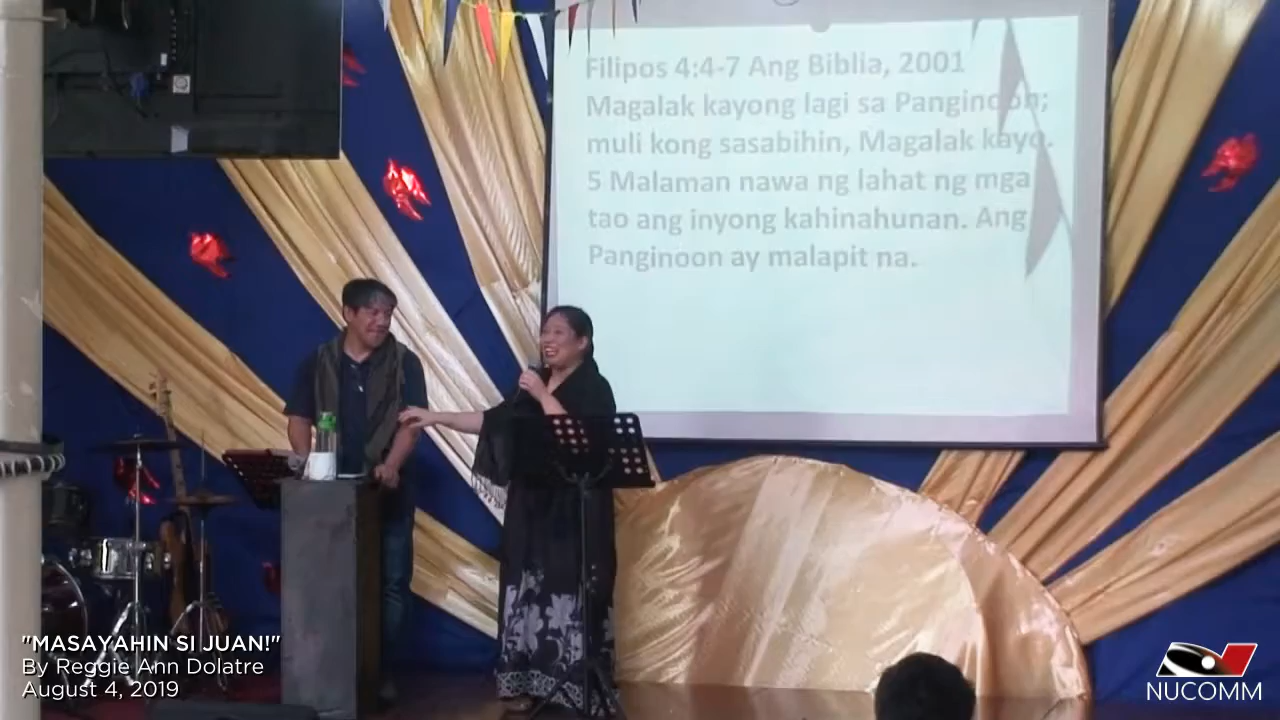 Filipos 4:4-7 Ang Biblia, 2001
Magalak kayong lagi sa Panginoon;
muli kong sasabihin, Magalak kayo.
5 Malaman nawa ng lahat ng mga
tao ang inyong kahinahunan. Ang
Panginoon ay malapit na.
"MASAYAHIN SI JUAN!"
By Reggie Ann Dolatre
August 4, 2019
NUCOMM